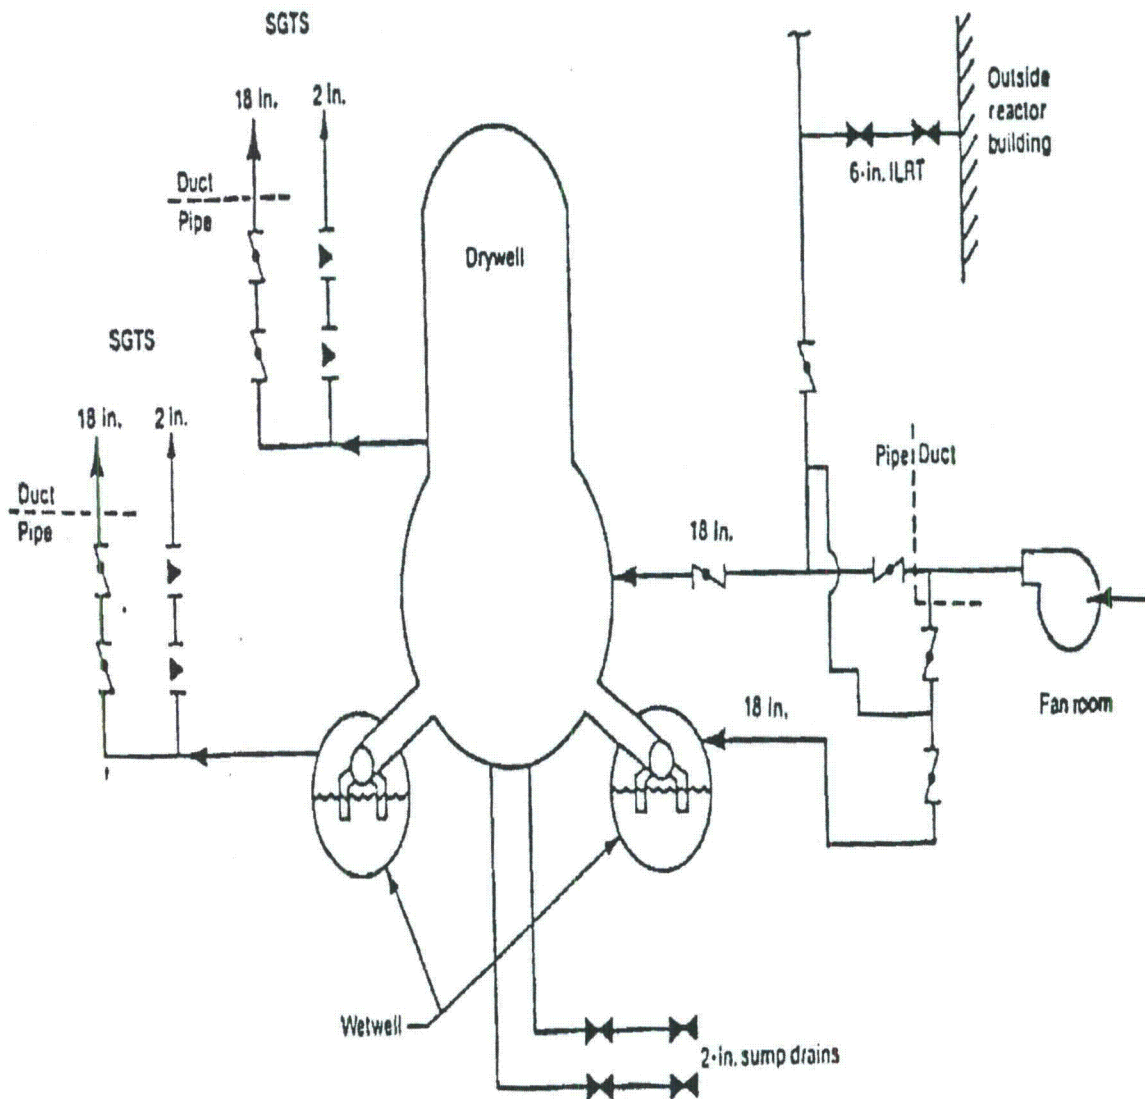 SGTS
18 in.
2 in.
Duct
Pipe
SGTS
18 in.
2 in.
Duct
Pipe
Drywell
Outside
reactor
building
6-in. ILRT
Pipe
Duct
18 in.
18 in.
Fan room
Wetwell
2-in. sump drains